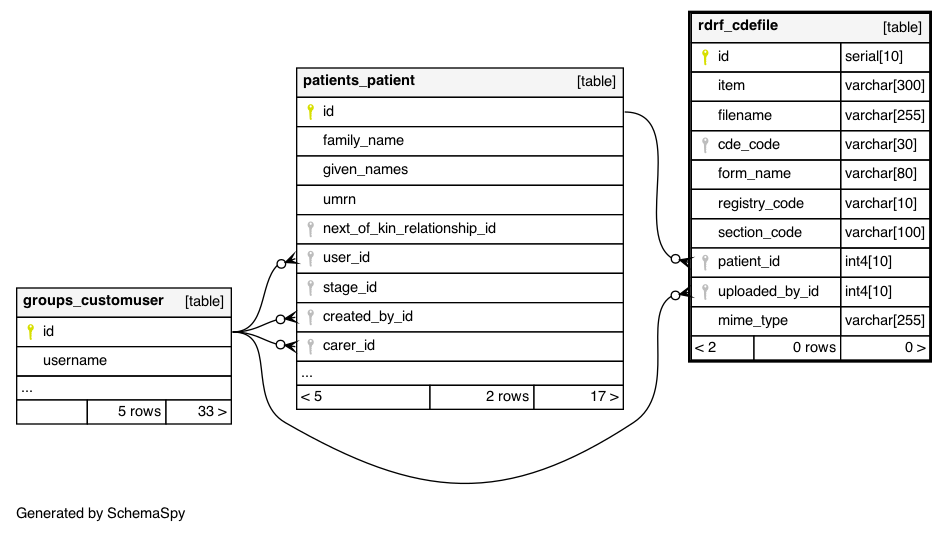 groups_customuser [table]
id
username
...
5 rows 33 >
patients_patient [table]
id
family_name
given_names
umrn
next_of_kin_relationship_id
user_id
stage_id
created_by_id
carer_id
...
< 5 2 rows 17 >
rdrf_cdefile [table]
id serial[10]
item varchar[300]
filename varchar[255]
cde_code varchar[30]
form_name varchar[80]
registry_code varchar[10]
section_code varchar[100]
patient_id int4[10]
uploaded_by_id int4[10]
mime_type varchar[255]
< 2 0 rows 0 >
Generated by SchemaSpy